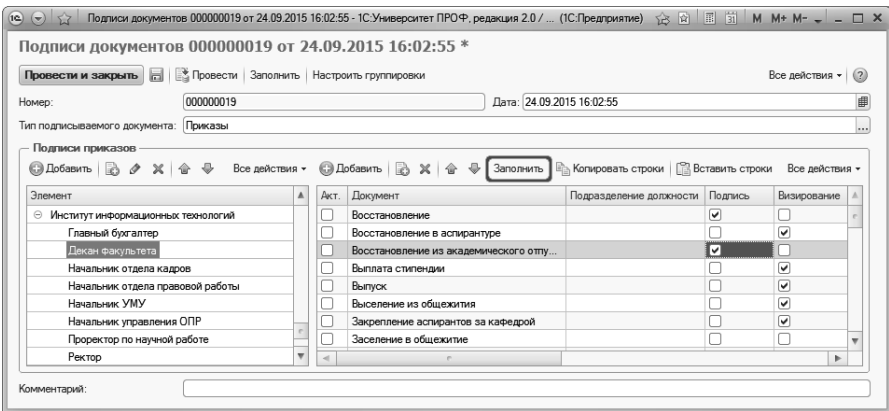 Подписи документов 000000019 от 24.09.2015 16:02:55 - 1С:Университет ПРОФ, редакция 2.0 / ... (1С:Предприятие) M M+ M-
Подписи документов 000000019 от 24.09.2015 16:02:55 *
Провести и закрыть Провести Заполнить Настроить группировки Все действия
Номер: 000000019 Дата: 24.09.2015 16:02:55
Тип подписываемого документа: Приказы ...
Подписи приказов
Добавить Все действия Добавить Заполнить Копировать строки Вставить строки Все действия
Элемент Акт. Документ Подразделение должности Подпись Визирование
Институт информационных технологий Восстановление
Главный бухгалтер Восстановление в аспирантуре
Декан факультета Восстановление из академического отпу...
Начальник отдела кадров Выплата стипендии
Начальник отдела правовой работы Выпуск
Начальник УМУ Выселение из общежития
Начальник управления ОПР Закрепление аспирантов за кафедрой
Проректор по научной работе Заселение в общежитие
Ректор
Комментарий: